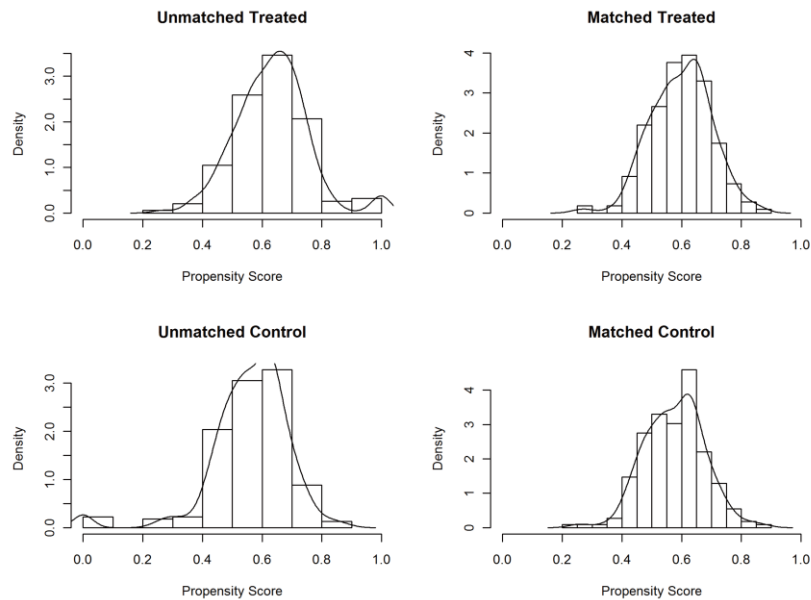 Unmatched Treated
Density
0.0 1.0 2.0 3.0
0.0 0.2 0.4 0.6 0.8 1.0
Propensity Score
Matched Treated
Density
0 1 2 3 4
0.0 0.2 0.4 0.6 0.8 1.0
Propensity Score
Unmatched Control
Density
0.0 1.0 2.0 3.0
0.0 0.2 0.4 0.6 0.8 1.0
Propensity Score
Matched Control
Density
0 1 2 3 4
0.0 0.2 0.4 0.6 0.8 1.0
Propensity Score